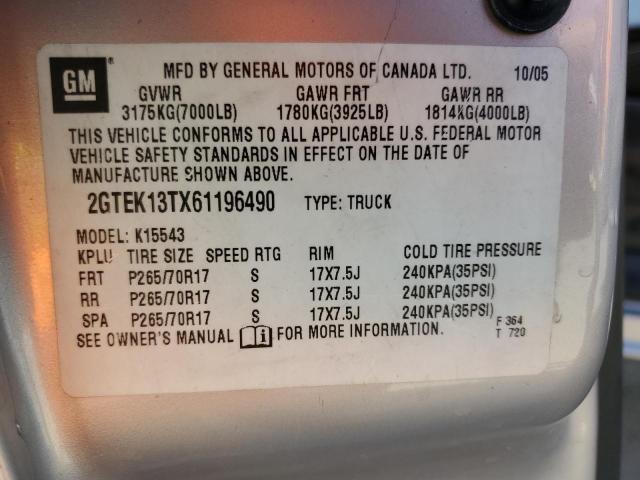 GM
MFD BY GENERAL MOTORS OF CANADA LTD. 10/05
GVWR GAWR FRT GAWR RR
3175KG(7000LB) 1780KG(3925LB) 1814KG(4000LB)
THIS VEHICLE CONFORMS TO ALL APPLICABLE U.S. FEDERAL MOTOR
VEHICLE SAFETY STANDARDS IN EFFECT ON THE DATE OF
MANUFACTURE SHOWN ABOVE.
2GTEK13TX61196490 TYPE: TRUCK
MODEL: K15543
KPLU TIRE SIZE SPEED RTG RIM COLD TIRE PRESSURE
FRT P265/70R17 S 17X7.5J 240KPA(35PSI)
RR P265/70R17 S 17X7.5J 240KPA(35PSI)
SPA P265/70R17 S 17X7.5J 240KPA(35PSI)
SEE OWNER'S MANUAL FOR MORE INFORMATION.
F 364
T 720